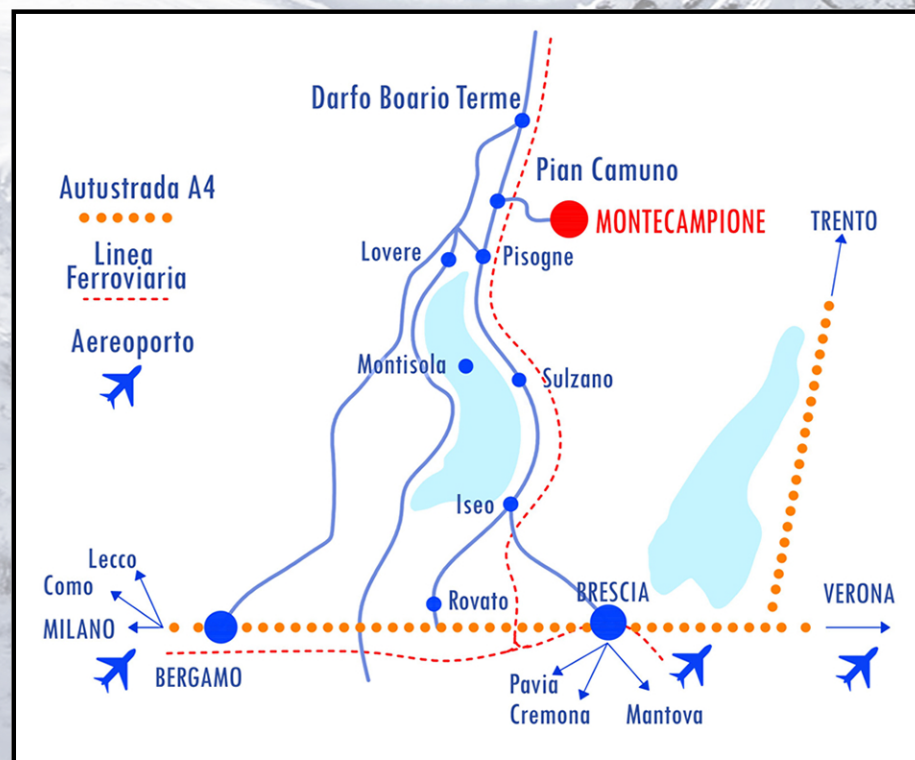 Darfo Boario Terme
Pian Camuno
MONTECAMPIONE
Autustrada A4
TRENTO
Linea
Ferroviaria
Lovere
Pisogne
Aereoporto
Montisola
Sulzano
Iseo
Lecco
Como
MILANO
Rovato
BRESCIA
VERONA
BERGAMO
Pavia
Cremona
Mantova